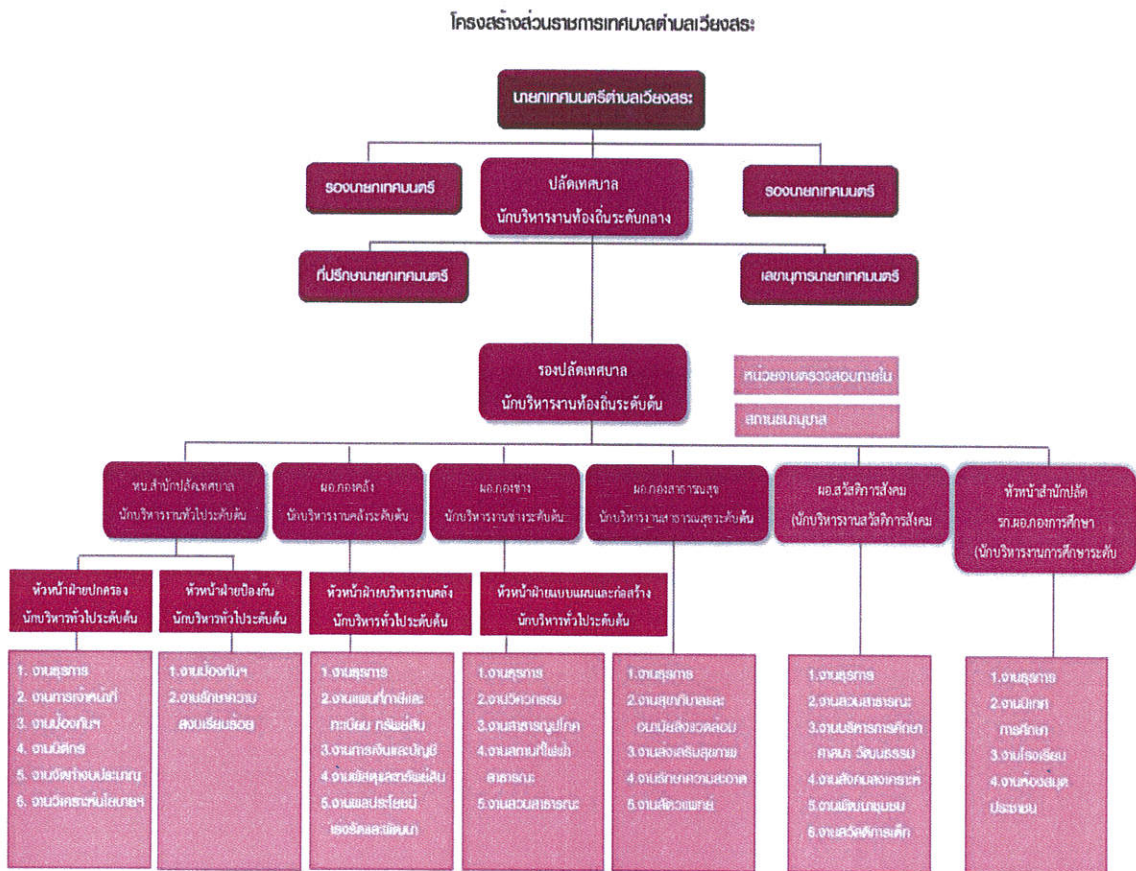 โครงสร้างส่วนราชการเทศบาลตำบลเวียงสระ
นายกเทศมนตรีตำบลเวียงสระ
รองนายกเทศมนตรี
ปลัดเทศบาล
นักบริหารงานท้องถิ่นระดับกลาง
รองนายกเทศมนตรี
ที่ปรึกษานายกเทศมนตรี
เลขานุการนายกเทศมนตรี
รองปลัดเทศบาล
นักบริหารงานท้องถิ่นระดับต้น
หน่วยงานตรวจสอบภายใน
สถานธนานุบาล
หน.สำนักปลัดเทศบาล
นักบริหารงานทั่วไประดับต้น
ผอ.กองคลัง
นักบริหารงานคลังระดับต้น
ผอ.กองช่าง
นักบริหารงานช่างระดับต้น
ผอ.กองสาธารณสุข
นักบริหารงานสาธารณสุขระดับต้น
ผอ.สวัสดิการสังคม
(นักบริหารงานสวัสดิการสังคม
หัวหน้าสำนักปลัด
รก.ผอ.กองการศึกษา
(นักบริหารงานการศึกษาระดับ
หัวหน้าฝ่ายปกครอง
นักบริหารทั่วไประดับต้น
หัวหน้าฝ่ายป้องกัน
นักบริหารทั่วไประดับต้น
หัวหน้าฝ่ายบริหารงานคลัง
นักบริหารทั่วไประดับต้น
หัวหน้าฝ่ายแบบแผนและก่อสร้าง
นักบริหารทั่วไประดับต้น
1. งานธุรการ
2. งานการเจ้าหน้าที่
3. งานป้องกันฯ
4. งานนิติกร
5. งานจัดทำงบประมาณ
6. งานวิเคราะห์นโยบายฯ
1.งานป้องกันฯ
2.งานรักษาความ
สงบเรียบร้อย
1.งานธุรการ
2.งานแผนที่ภาษีและ
ทะเบียน ทรัพย์สิน
3.งานการเงินและบัญชี
4.งานพัสดุและทรัพย์สิน
5.งานผลประโยชน์
เร่งรัดและพัฒนา
1.งานธุรการ
2.งานวิศวกรรม
3.งานสาธารณูปโภค
4.งานสถานที่ไฟฟ้า
สาธารณะ
5.งานสวนสาธารณะ
1.งานธุรการ
2.งานสุขาภิบาลและ
อนามัยสิ่งแวดล้อม
3.งานส่งเสริมสุขภาพ
4.งานรักษาความสะอาด
5.งานสัตวแพทย์
1.งานธุรการ
2.งานสวนสาธารณะ
3.งานบริหารการศึกษา
ศาสนา วัฒนธรรม
4.งานสังคมสงเคราะห์
5.งานพัฒนาชุมชน
6.งานสวัสดิการเด็ก
1.งานธุรการ
2.งานนิเทศ
การศึกษา
3.งานโรงเรียน
4.งานห้องสมุด
ประชาชน